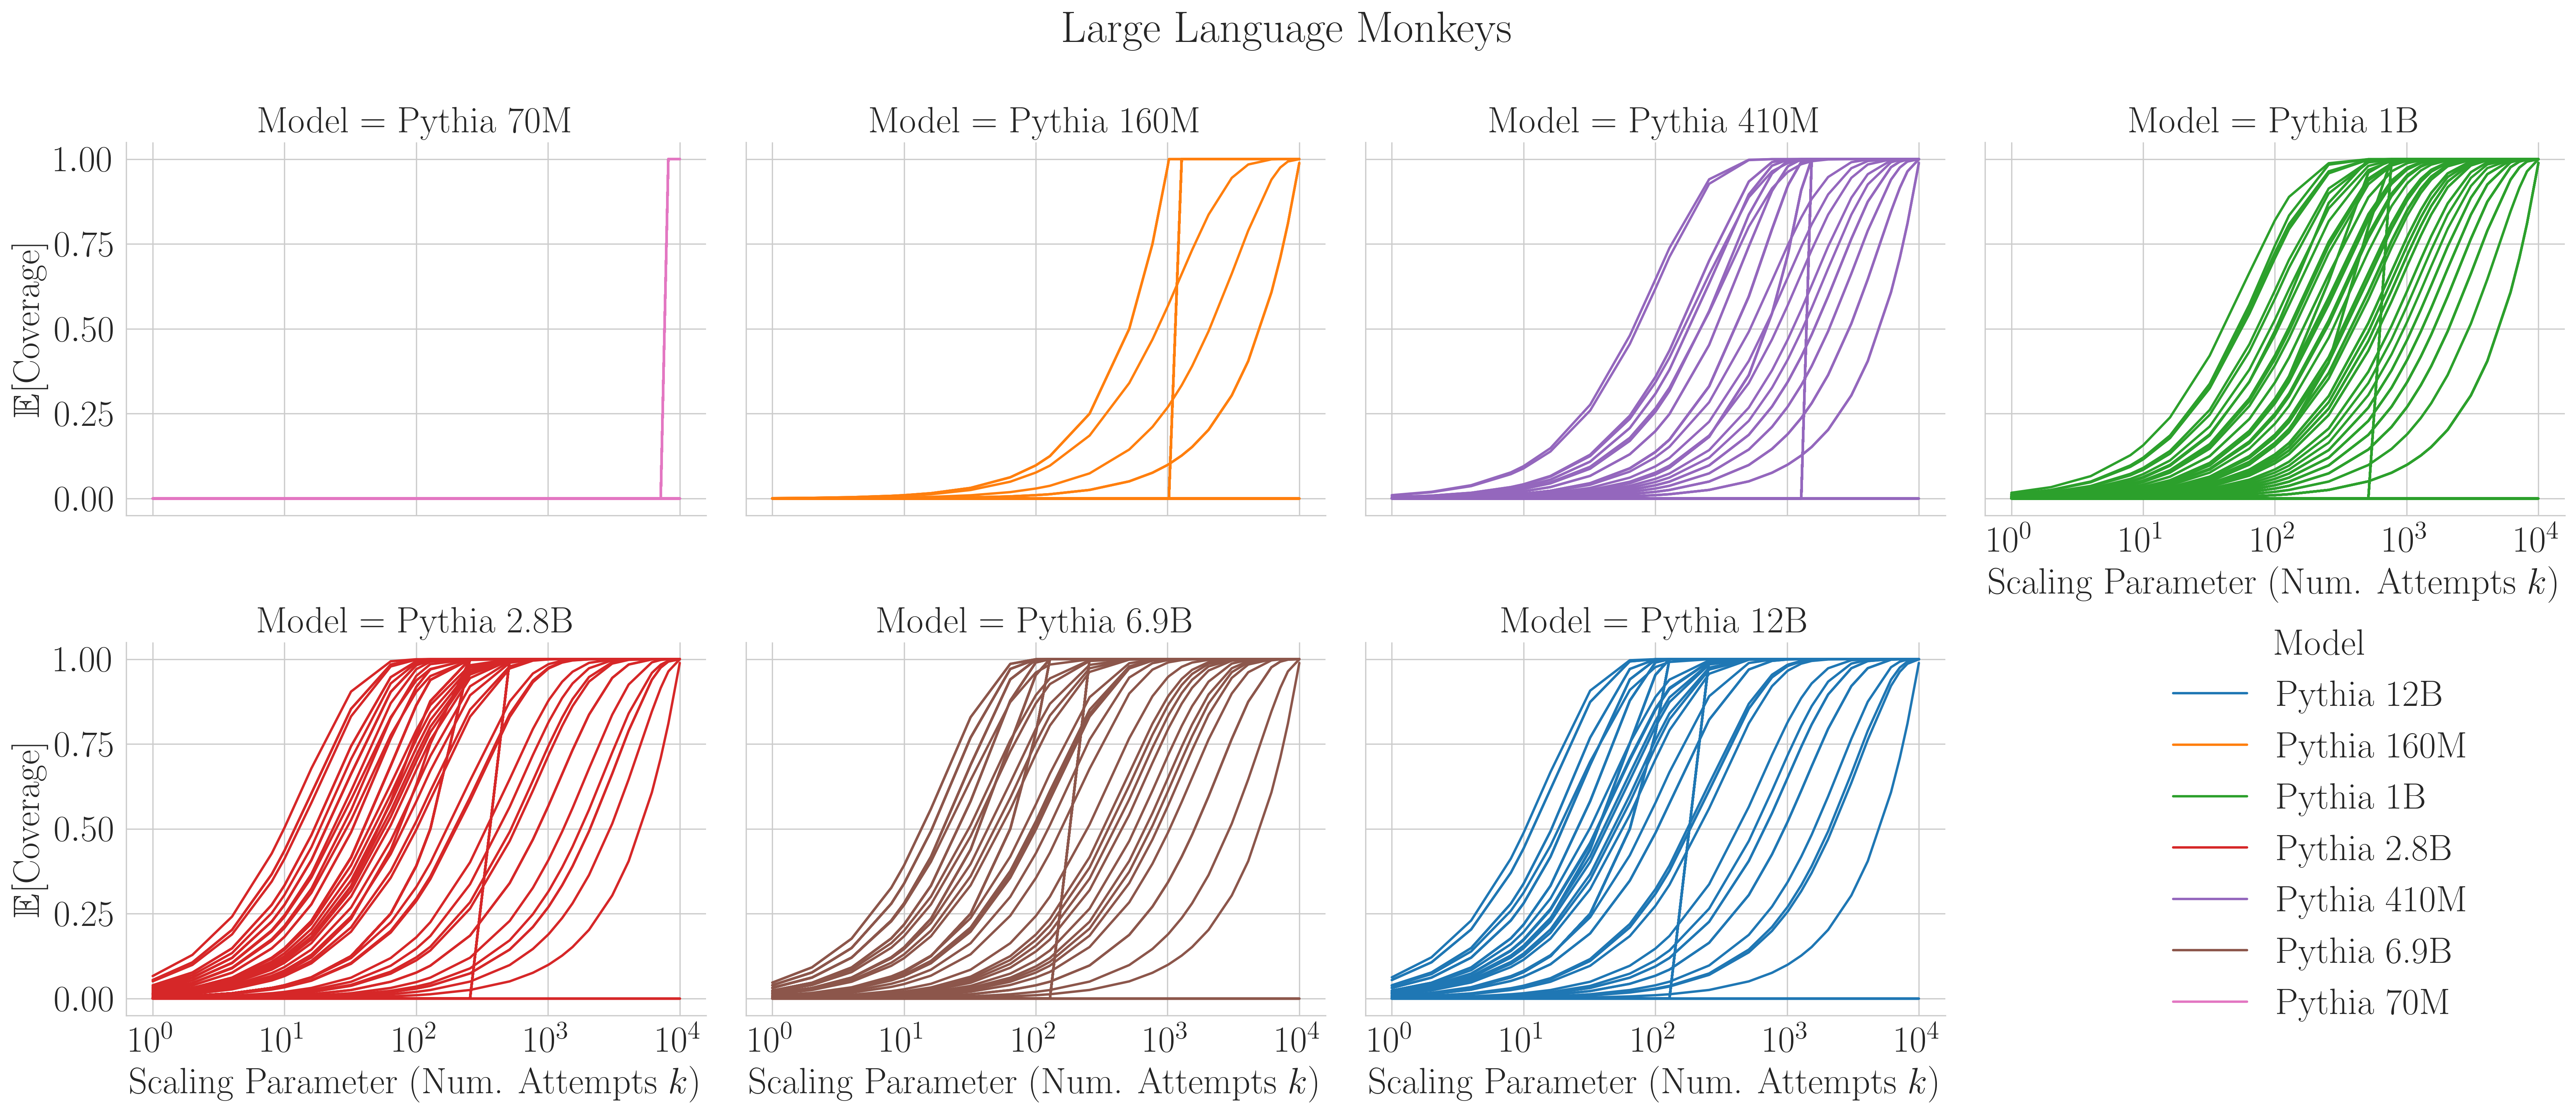 Large Language Monkeys
Model = Pythia 70M
Model = Pythia 160M
Model = Pythia 410M
Model = Pythia 1B
𝔼[Coverage]
1.00
0.75
0.50
0.25
0.00
10⁰ 10¹ 10² 10³ 10⁴
Scaling Parameter (Num. Attempts k)
Model = Pythia 2.8B
Model = Pythia 6.9B
Model = Pythia 12B
𝔼[Coverage]
1.00
0.75
0.50
0.25
0.00
10⁰ 10¹ 10² 10³ 10⁴
Scaling Parameter (Num. Attempts k)
10⁰ 10¹ 10² 10³ 10⁴
Scaling Parameter (Num. Attempts k)
10⁰ 10¹ 10² 10³ 10⁴
Scaling Parameter (Num. Attempts k)
Model
Pythia 12B
Pythia 160M
Pythia 1B
Pythia 2.8B
Pythia 410M
Pythia 6.9B
Pythia 70M